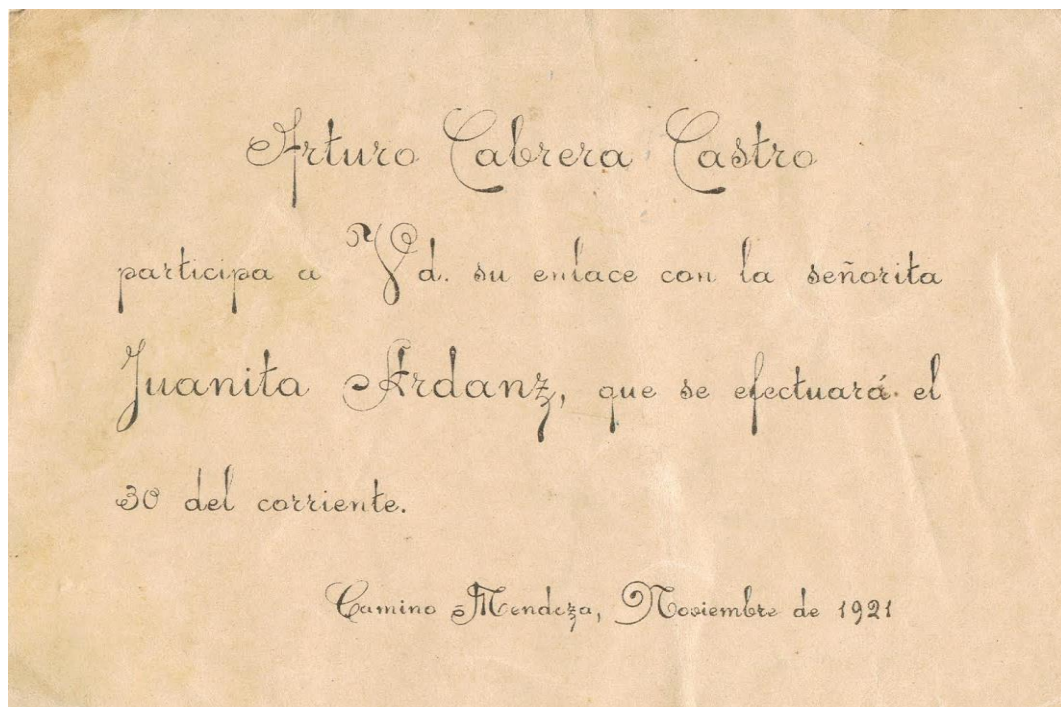 Arturo Cabrera Castro
participa a Vd. su enlace con la señorita
Juanita Ardanz, que se efectuará el
30 del corriente.
Camino Mendoza, Noviembre de 1921